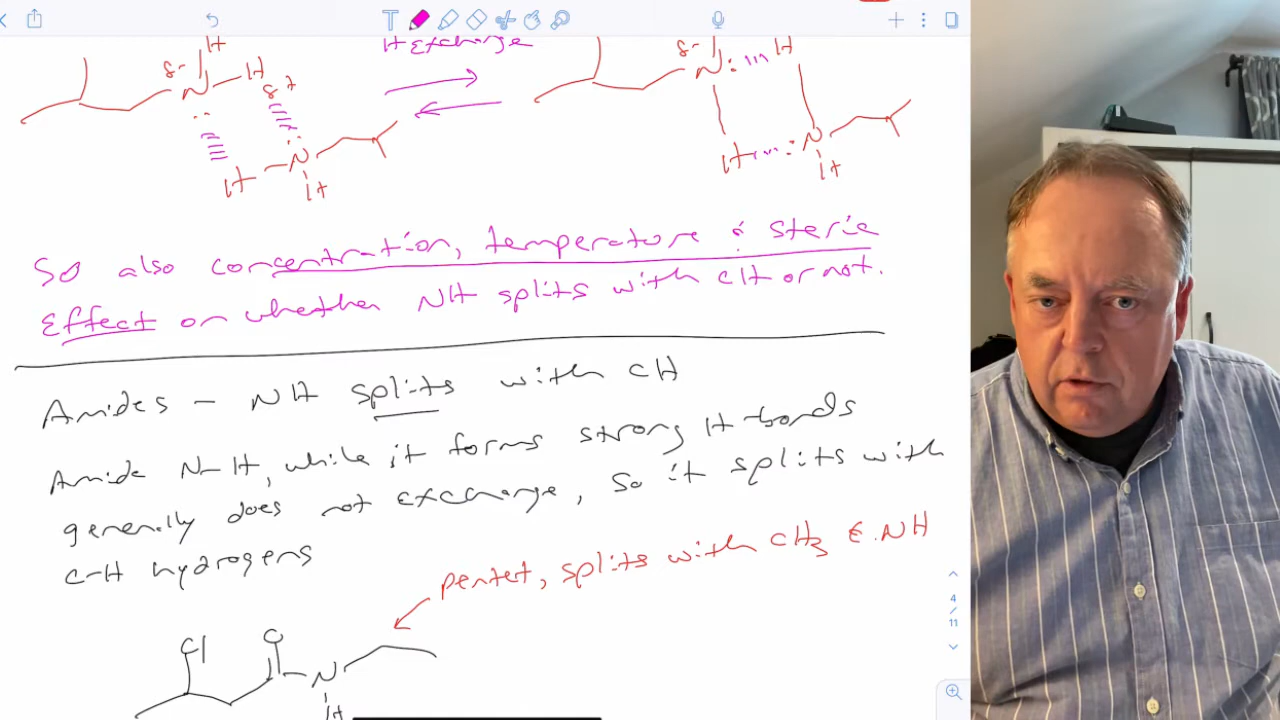 H Exchange
δ- H
N H
δ+
H N
H
δ- H
N:
H :N
H
So also concentration, temperature & steric
Effect on whether NH splits with CH or not.
Amides - NH splits with CH
Amide N-H, while it forms strong H-bonds
generally does not exchange, so it splits with
C-H hydrogens
pentet, splits with CH3 & NH
Cl O
N
H
4
/
11